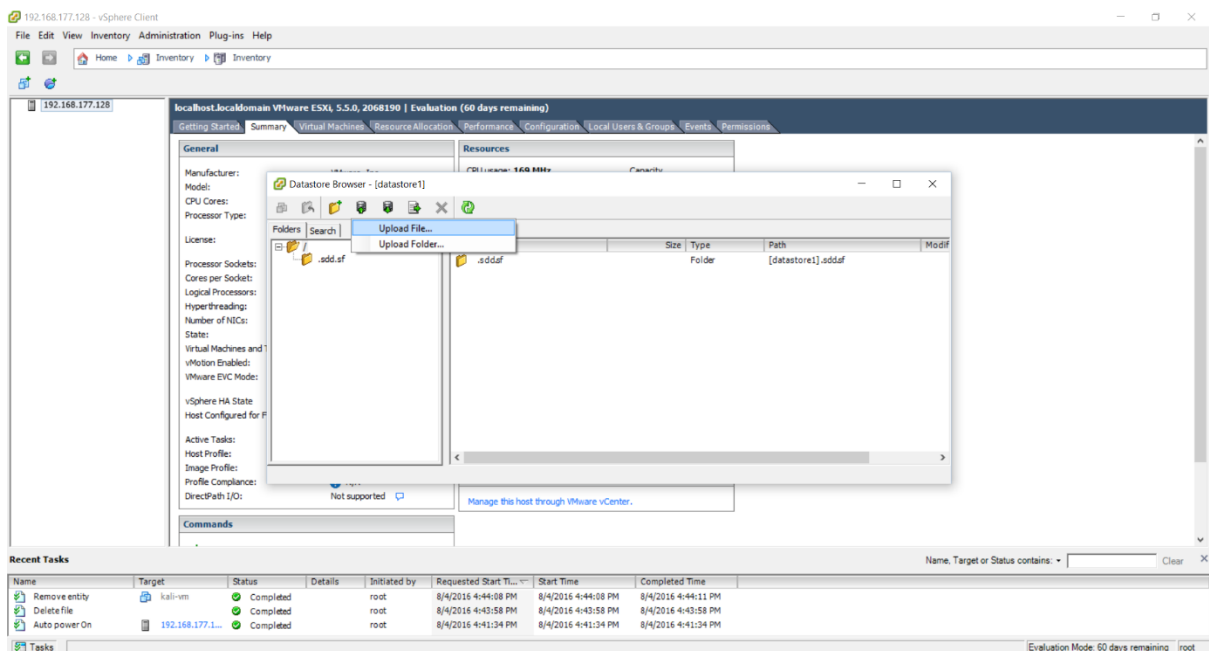 192.168.177.128 - vSphere Client
File Edit View Inventory Administration Plug-ins Help
Home Inventory Inventory
192.168.177.128
localhost.localdomain VMware ESXi, 5.5.0, 2068190 | Evaluation (60 days remaining)
Getting Started Summary Virtual Machines Resource Allocation Performance Configuration Local Users & Groups Events Permissions
General
Manufacturer:
Model:
CPU Cores:
Processor Type:
License:
Processor Sockets:
Cores per Socket:
Logical Processors:
Hyperthreading:
Number of NICs:
State:
Virtual Machines and
vMotion Enabled:
VMware EVC Mode:
vSphere HA State
Host Configured for F
Active Tasks:
Host Profile:
Image Profile:
Profile Compliance:
DirectPath I/O: Not supported
Commands
Resources
CPU usage: 169 MHz Capacity
Manage this host through VMware vCenter.
Datastore Browser - [datastore1]
Folders Search
Upload File...
Upload Folder...
/
.sdd.sf
Size Type Path Modif
.sddsf Folder [datastore1] .sddsf
Recent Tasks
Name, Target or Status contains: Clear
Name Target Status Details Initiated by Requested Start Ti... Start Time Completed Time
Remove entity kali-vm Completed root 8/4/2016 4:44:08 PM 8/4/2016 4:44:08 PM 8/4/2016 4:44:11 PM
Delete file Completed root 8/4/2016 4:43:58 PM 8/4/2016 4:43:58 PM 8/4/2016 4:43:58 PM
Auto power On 192.168.177.1... Completed root 8/4/2016 4:41:34 PM 8/4/2016 4:41:34 PM 8/4/2016 4:41:34 PM
Tasks
Evaluation Mode: 60 days remaining root